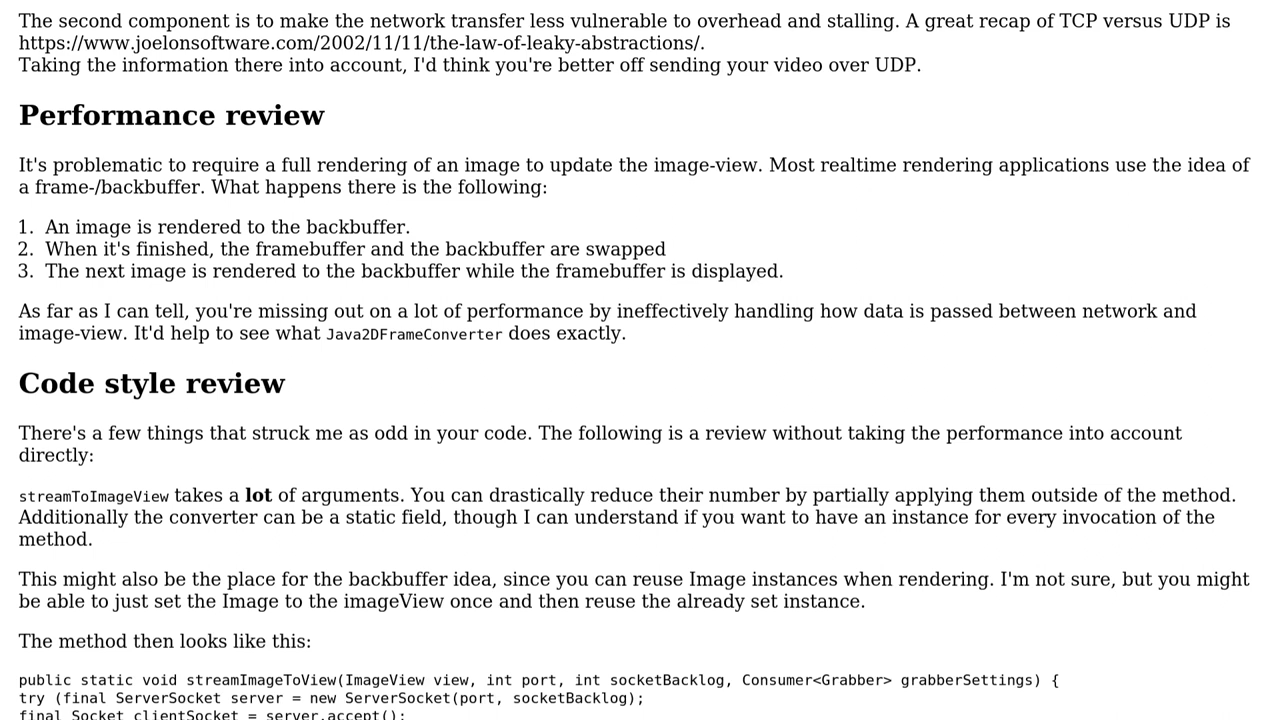 The second component is to make the network transfer less vulnerable to overhead and stalling. A great recap of TCP versus UDP is
https://www.joelonsoftware.com/2002/11/11/the-law-of-leaky-abstractions/.
Taking the information there into account, I'd think you're better off sending your video over UDP.
Performance review
It's problematic to require a full rendering of an image to update the image-view. Most realtime rendering applications use the idea of
a frame-/backbuffer. What happens there is the following:
1. An image is rendered to the backbuffer.
2. When it's finished, the framebuffer and the backbuffer are swapped
3. The next image is rendered to the backbuffer while the framebuffer is displayed.
As far as I can tell, you're missing out on a lot of performance by ineffectively handling how data is passed between network and
image-view. It'd help to see what Java2DFrameConverter does exactly.
Code style review
There's a few things that struck me as odd in your code. The following is a review without taking the performance into account
directly:
streamToImageView takes a lot of arguments. You can drastically reduce their number by partially applying them outside of the method.
Additionally the converter can be a static field, though I can understand if you want to have an instance for every invocation of the
method.
This might also be the place for the backbuffer idea, since you can reuse Image instances when rendering. I'm not sure, but you might
be able to just set the Image to the imageView once and then reuse the already set instance.
The method then looks like this:
public static void streamImageToView(ImageView view, int port, int socketBacklog, Consumer<Grabber> grabberSettings) {
try (final ServerSocket server = new ServerSocket(port, socketBacklog);
final Socket clientSocket = server.accept();